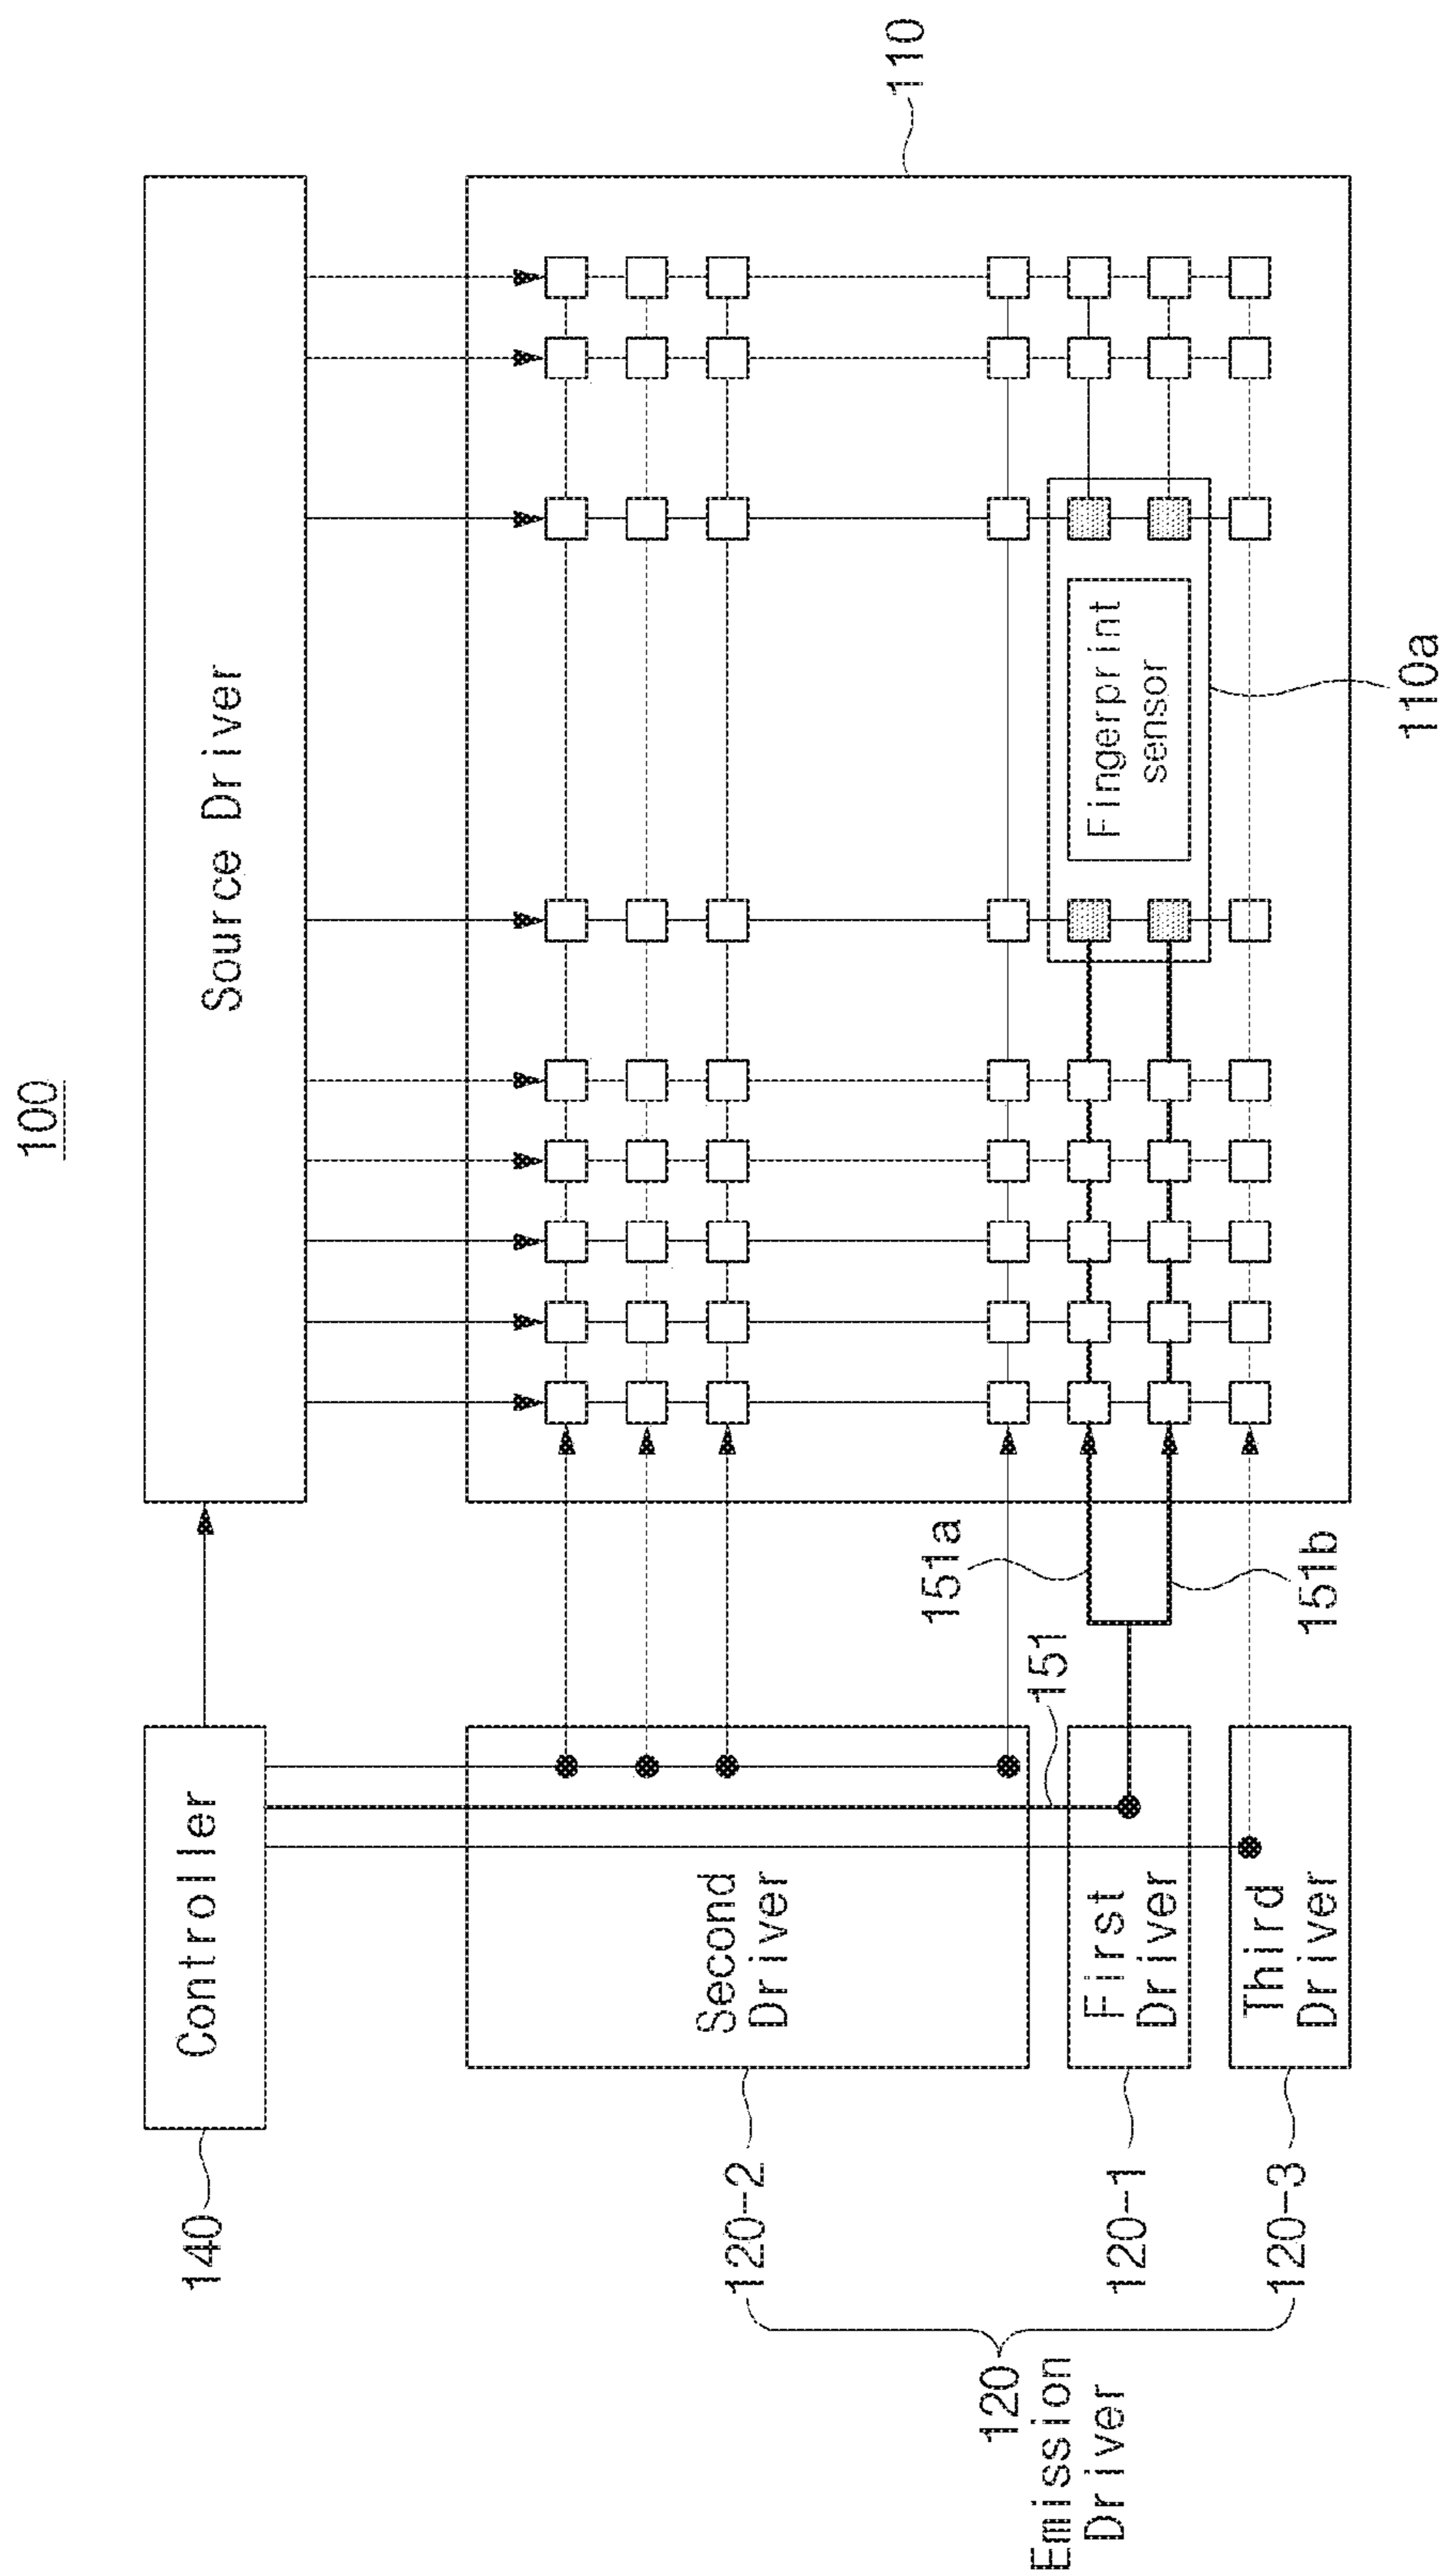 100
Controller
140
Source Driver
110
Second
Driver
120-2
First
Driver
120-1
Third
Driver
120-3
120
Emission
Driver
151
151a
151b
Fingerprint
sensor
110a